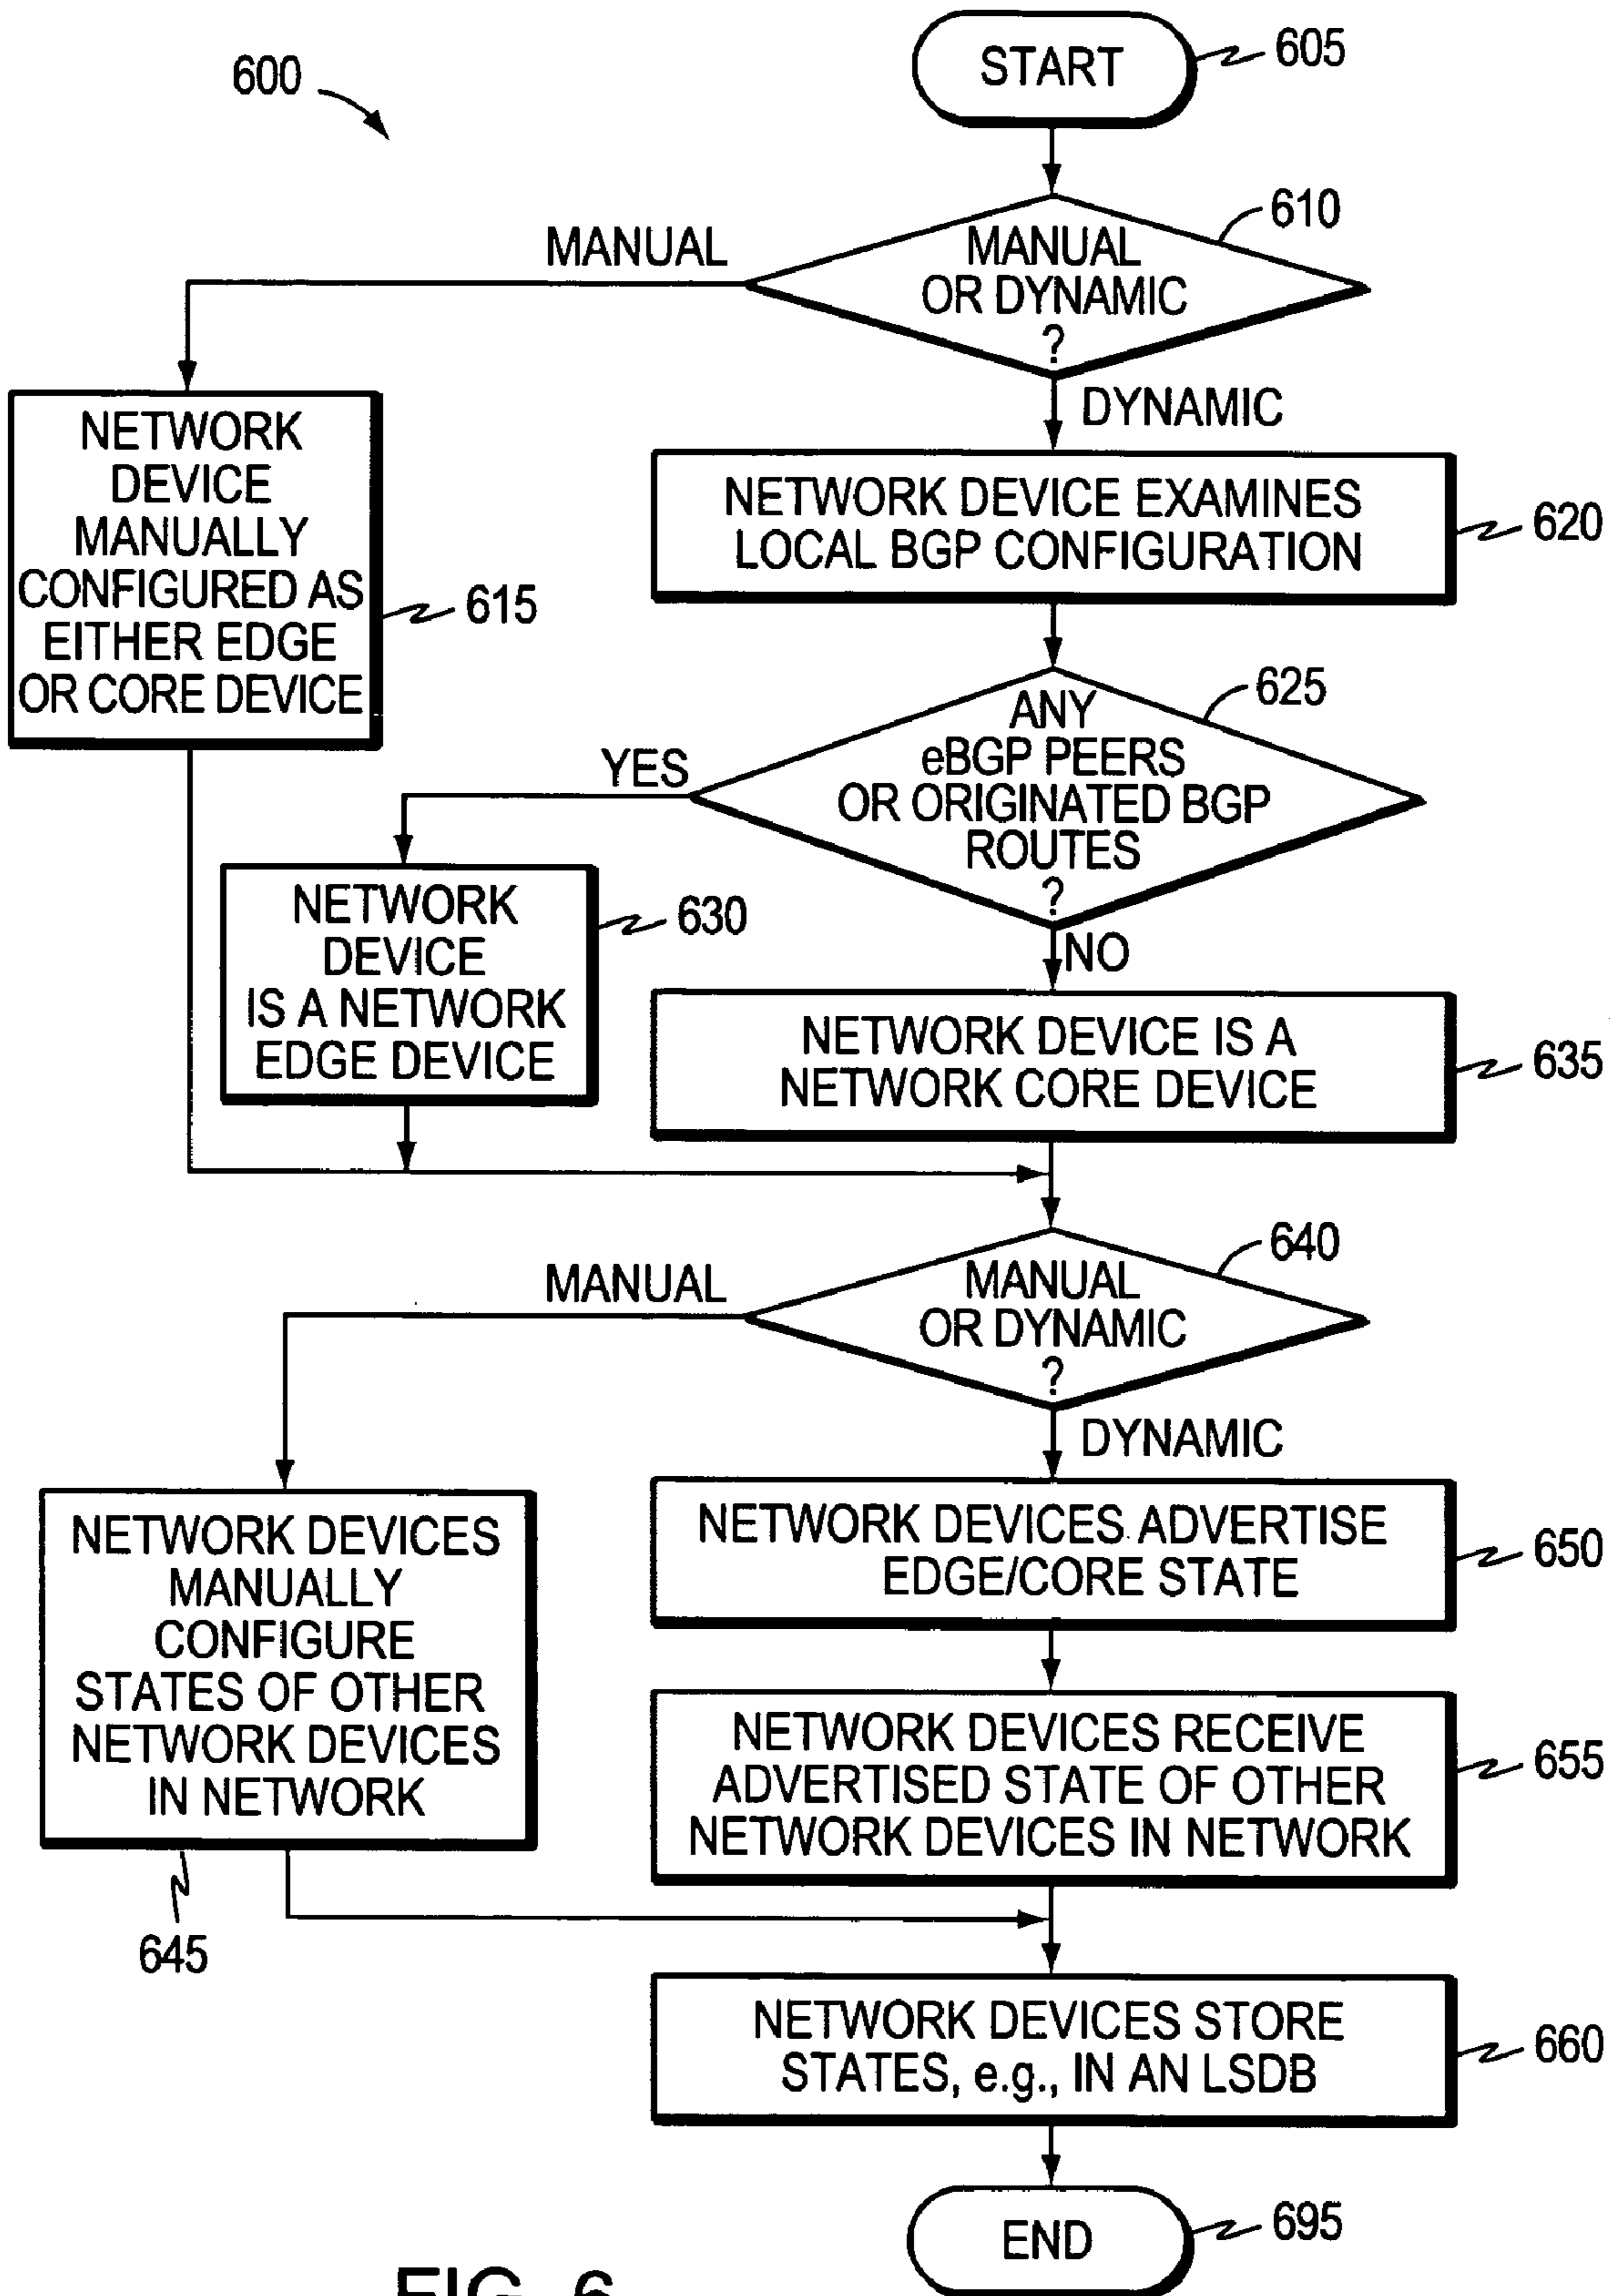 600
START
605
MANUAL
OR DYNAMIC
?
610
MANUAL
DYNAMIC
NETWORK
DEVICE
MANUALLY
CONFIGURED AS
EITHER EDGE
OR CORE DEVICE
615
NETWORK DEVICE EXAMINES
LOCAL BGP CONFIGURATION
620
ANY
eBGP PEERS
OR ORIGINATED BGP
ROUTES
?
625
YES
NO
NETWORK
DEVICE
IS A NETWORK
EDGE DEVICE
630
NETWORK DEVICE IS A
NETWORK CORE DEVICE
635
MANUAL
OR DYNAMIC
?
640
MANUAL
DYNAMIC
NETWORK DEVICES
MANUALLY
CONFIGURE
STATES OF OTHER
NETWORK DEVICES
IN NETWORK
645
NETWORK DEVICES ADVERTISE
EDGE/CORE STATE
650
NETWORK DEVICES RECEIVE
ADVERTISED STATE OF OTHER
NETWORK DEVICES IN NETWORK
655
NETWORK DEVICES STORE
STATES, e.g., IN AN LSDB
660
END
695
FIG. 6